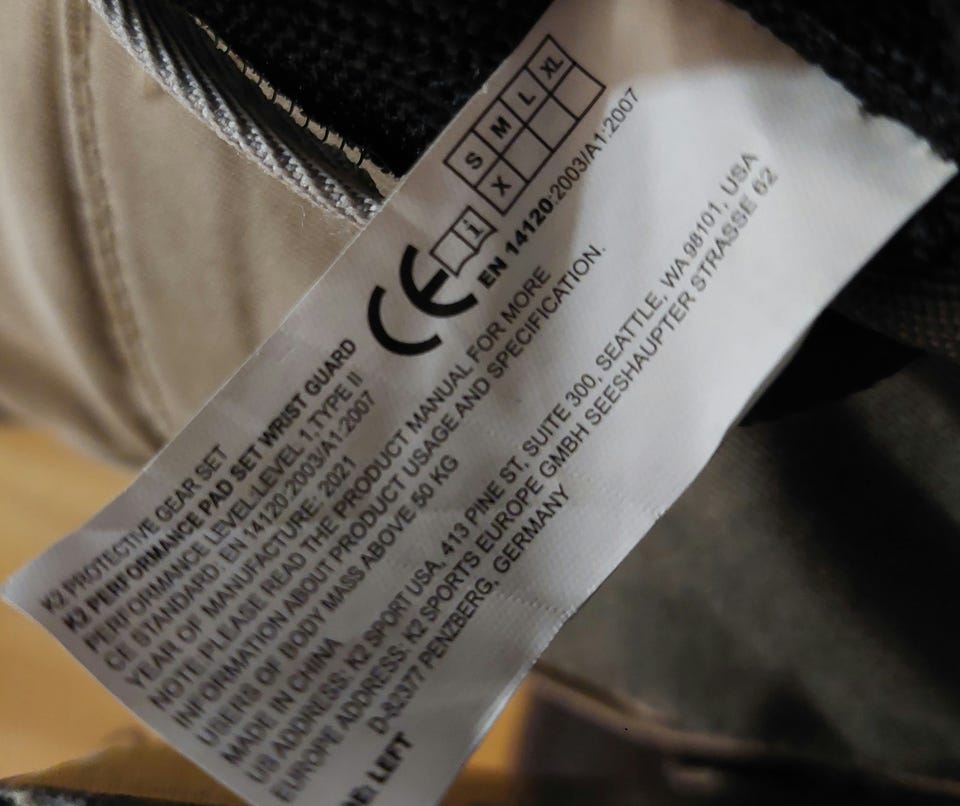 S M L XL
X
CE i EN 14120:2003/A1:2007
K2 PROTECTIVE GEAR SET
K2 PERFORMANCE PAD SET WRIST GUARD
PERFORMANCE LEVEL-LEVEL 1,TYPE II
CE STANDARD: EN 14120:2003/A1:2007
YEAR OF MANUFACTURE: 2021
NOTE PLEASE READ THE PRODUCT MANUAL FOR MORE
INFORMATION ABOUT PRODUCT USAGE AND SPECIFICATION.
USERS OF BODY MASS ABOVE 50 KG
MADE IN CHINA
US ADDRESS: K2 SPORT USA, 413 PINE ST, SUITE 300, SEATTLE, WA 98101, USA
EUROPE ADDRESS: K2 SPORTS EUROPE GMBH SEESHAUPTER STRASSE 62
D-82377 PENZBERG, GERMANY
LEFT